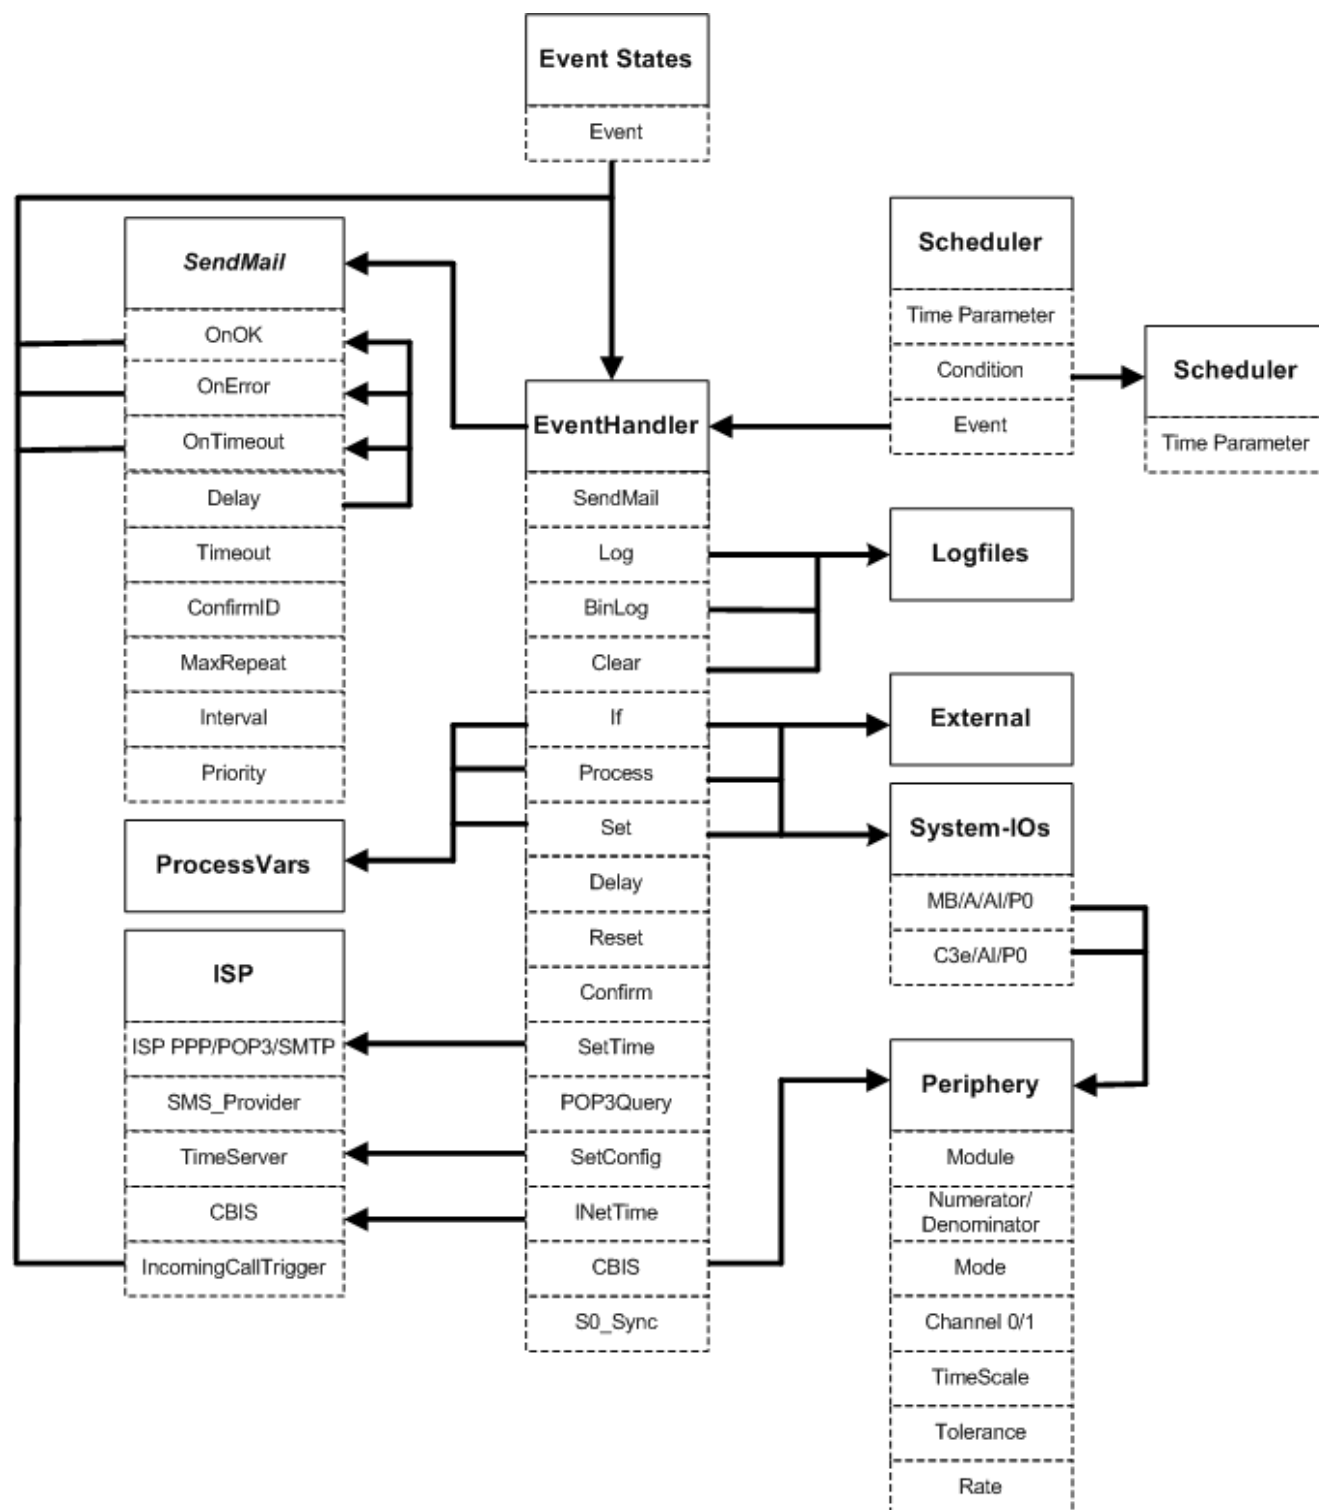 Event States
Event
SendMail
OnOK
OnError
OnTimeout
Delay
Timeout
ConfirmID
MaxRepeat
Interval
Priority
ProcessVars
ISP
ISP PPP/POP3/SMTP
SMS_Provider
TimeServer
CBIS
IncomingCallTrigger
EventHandler
SendMail
Log
BinLog
Clear
If
Process
Set
Delay
Reset
Confirm
SetTime
POP3Query
SetConfig
INetTime
CBIS
S0_Sync
Scheduler
Time Parameter
Condition
Event
Scheduler
Time Parameter
Logfiles
External
System-IOs
MB/A/AI/P0
C3e/AI/P0
Periphery
Module
Numerator/
Denominator
Mode
Channel 0/1
TimeScale
Tolerance
Rate